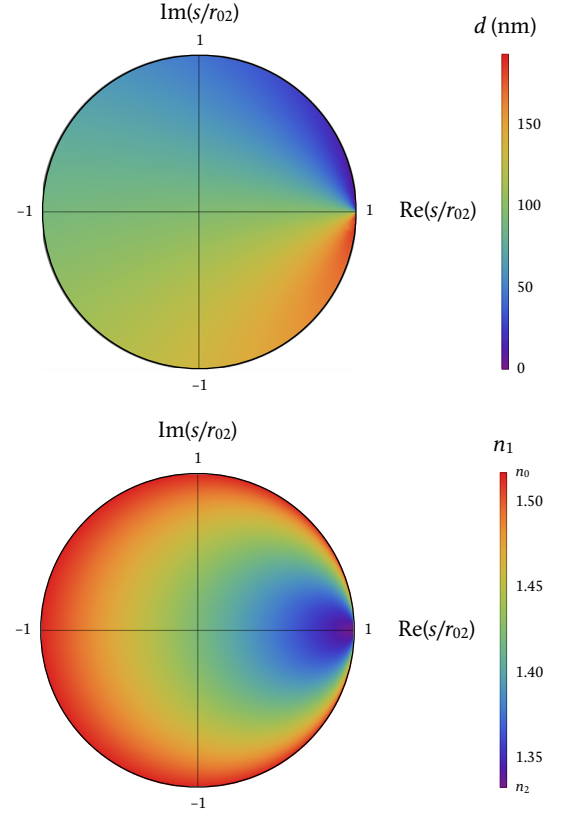 Im(s/r02)
d (nm)
1
150
–1
1
Re(s/r02)
100
50
0
–1
Im(s/r02)
n1
1
n0
1.50
1.45
–1
1
Re(s/r02)
1.40
1.35
n2
–1